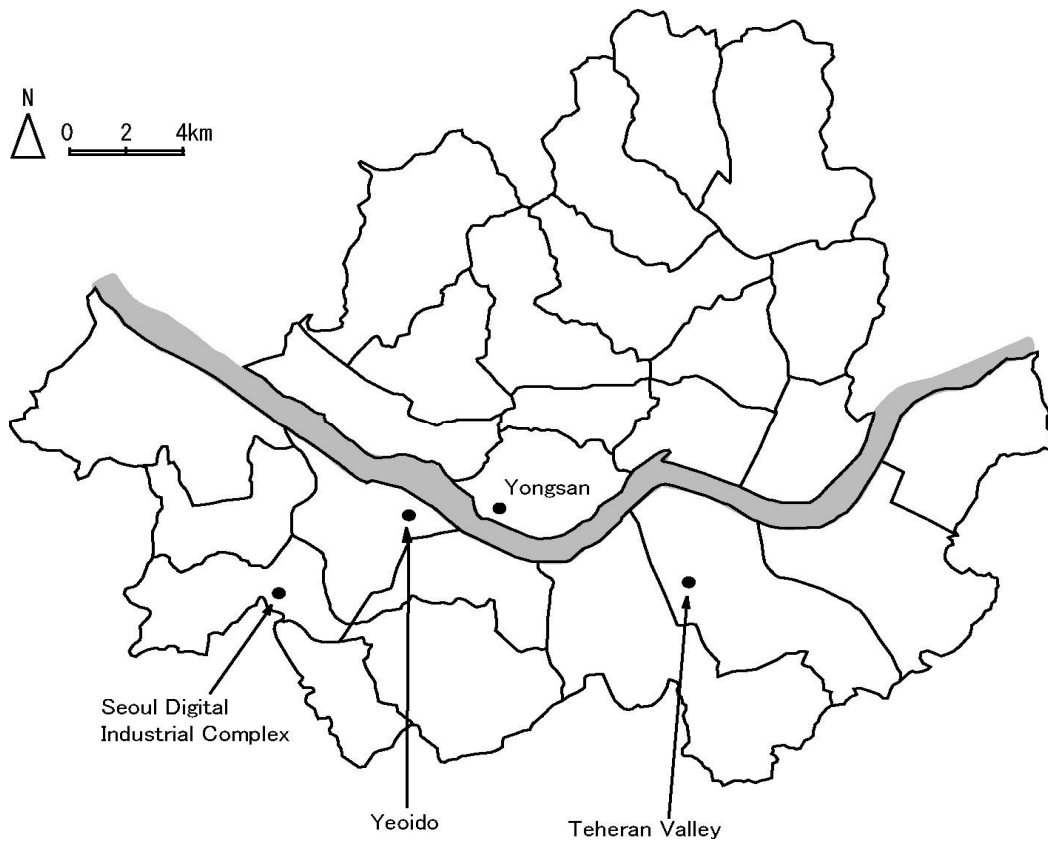 N
0 2 4km
Yongsan
Seoul Digital
Industrial Complex
Yeoido
Teheran Valley